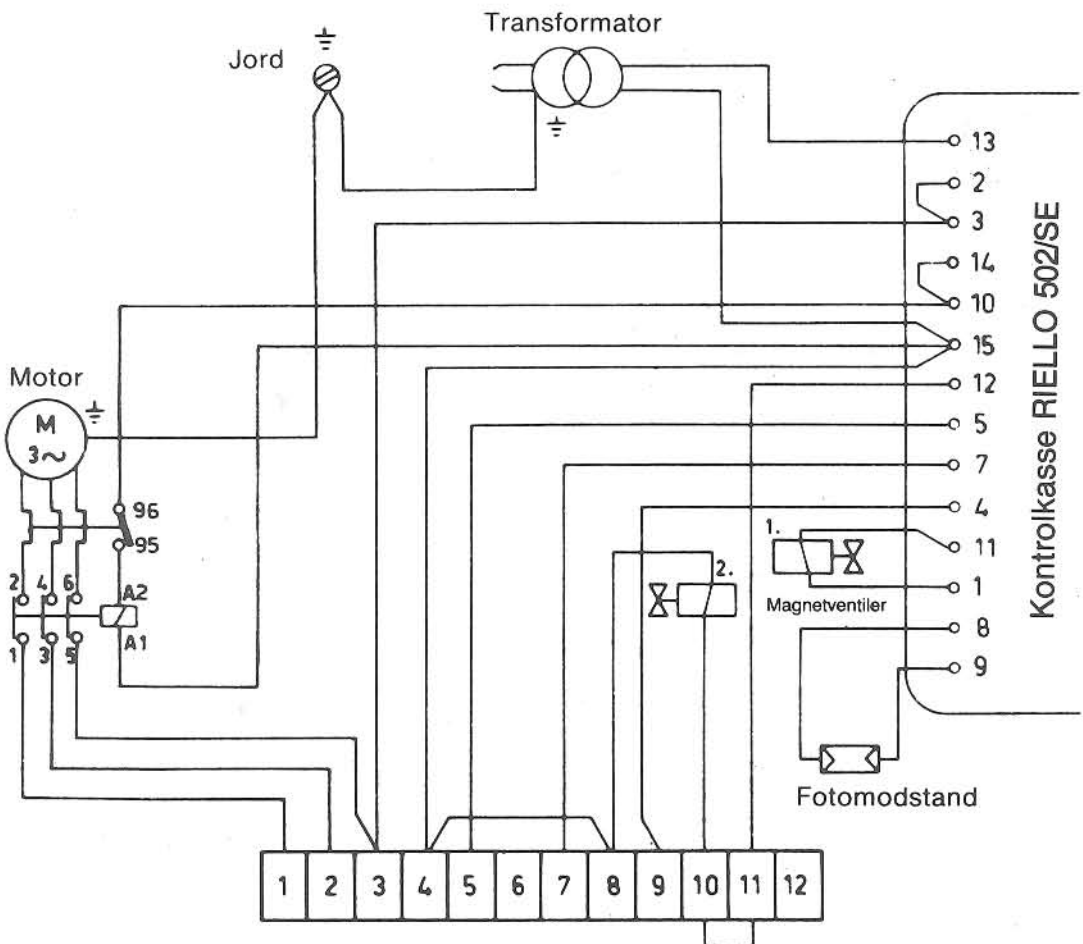 Transformator
Jord
13
2
3
14
10
15
12
5
7
4
11
1
8
9
Kontrolkasse RIELLO 502/SE
Motor
M
3~
96
95
2 4 6
A2
A1
1 3 5
1.
2.
Magnetventiler
Fotomodstand
1 2 3 4 5 6 7 8 9 10 11 12